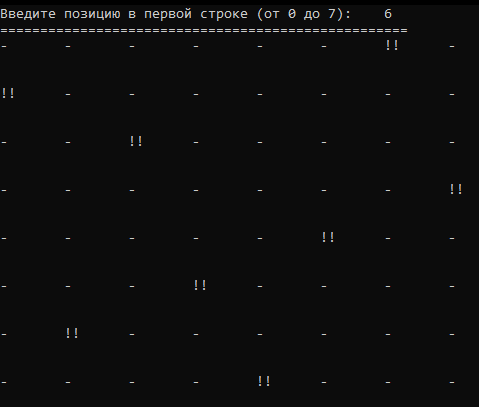 Введите позицию в первой строке (от 0 до 7): 6
===================================================
- - - - - - !! -
!! - - - - - - -
- - !! - - - - -
- - - - - - - !!
- - - - - !! - -
- - - !! - - - -
- !! - - - - - -
- - - - !! - - -